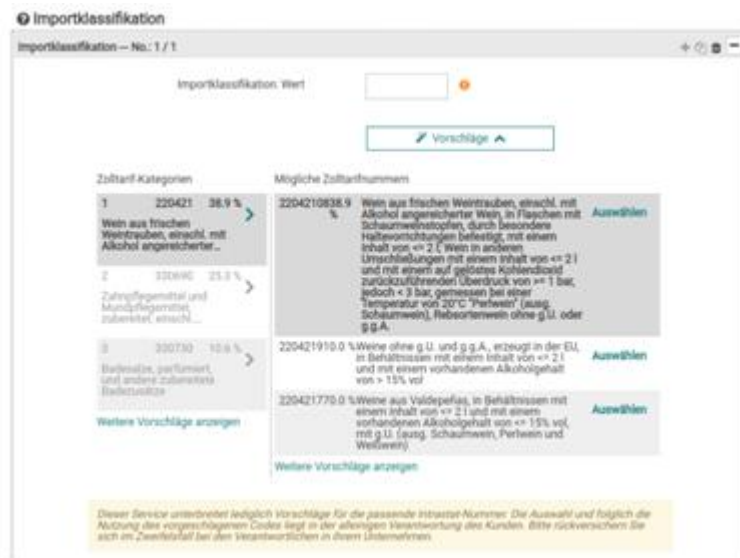 Importklassifikation
Importklassifikation — No.: 1 / 1
Importklassifikation. Wert
Vorschläge
Zolltarif-Kategorien
1 220421 38.9 %
Wein aus frischen
Weintrauben, einschl. mit
Alkohol angereicherter...
2 330690 25.3 %
Zahnpflegemittel und
Mundpflegemittel,
zubereitet, einschl....
3 330730 10.6 %
Badesalze, parfümiert,
und andere zubereitete
Badezusätze
Weitere Vorschläge anzeigen
Mögliche Zolltarifnummern
2204210838.9
%
Wein aus frischen Weintrauben, einschl. mit
Alkohol angereicherter Wein, in Flaschen mit
Schaumweinstopfen, durch besondere
Haltevorrichtungen befestigt, mit einem
Inhalt von <= 2 l; Wein in anderen
Umschließungen mit einem Inhalt von <= 2 l
und mit einem auf gelöstes Kohlendioxid
zurückzuführenden Überdruck von >= 1 bar,
jedoch < 3 bar, gemessen bei einer
Temperatur von 20°C "Perlwein" (ausg.
Schaumwein), Rebsortenwein ohne g.U. oder
g.g.A.
Auswählen
220421910.0 % Weine ohne g.U. und g.g.A., erzeugt in der EU,
in Behältnissen mit einem Inhalt von <= 2 l
und mit einem vorhandenen Alkoholgehalt
von > 15% vol
Auswählen
220421770.0 % Weine aus Valdepeñas, in Behältnissen mit
einem Inhalt von <= 2 l und mit einem
vorhandenen Alkoholgehalt von <= 15% vol,
mit g.U. (ausg. Schaumwein, Perlwein und
Weißwein)
Auswählen
Weitere Vorschläge anzeigen
Dieser Service unterbreitet lediglich Vorschläge für die passende Intrastat-Nummer. Die Auswahl und folglich die
Nutzung des vorgeschlagenen Codes liegt in der alleinigen Verantwortung des Kunden. Bitte rückversichern Sie
sich im Zweifelsfall bei den Verantwortlichen in Ihrem Unternehmen.